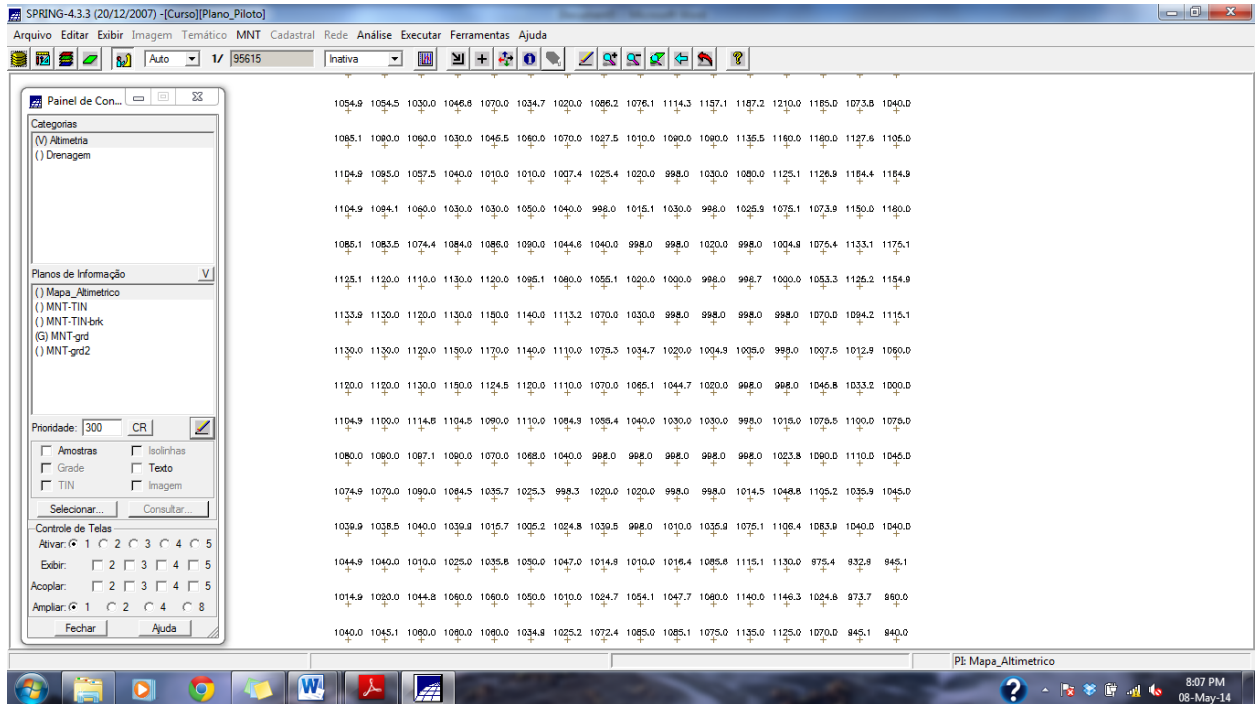 SPRING-4.3.3 (20/12/2007) -[Curso][Plano_Piloto]
Arquivo Editar Exibir Imagem Temático MNT Cadastral Rede Análise Executar Ferramentas Ajuda
Auto 1/ 95615 Inativa
Painel de Con...
Categorias
(V) Altimetria
( ) Drenagem
Planos de Informação V
( ) Mapa_Altimetrico
( ) MNT-TIN
( ) MNT-TIN-brk
(G) MNT-grd
( ) MNT-grd2
Prioridade: 300 CR
Amostras Isolinhas
Grade Texto
TIN Imagem
Selecionar... Consultar...
Controle de Telas
Ativar: 1 2 3 4 5
Exibir: 2 3 4 5
Acoplar: 2 3 4 5
Ampliar: 1 2 4 8
Fechar Ajuda
1054.9 1054.5 1030.0 1046.6 1070.0 1034.7 1020.0 1086.2 1076.1 1114.3 1157.1 1187.2 1210.0 1165.0 1073.8 1040.0
1085.1 1090.0 1060.0 1030.0 1045.5 1060.0 1070.0 1027.5 1010.0 1090.0 1090.0 1135.5 1160.0 1160.0 1127.6 1105.0
1104.9 1095.0 1057.5 1040.0 1010.0 1010.0 1007.4 1025.4 1020.0 998.0 1030.0 1080.0 1125.1 1126.9 1184.4 1184.9
1104.9 1094.1 1060.0 1030.0 1030.0 1050.0 1040.0 998.0 1015.1 1030.0 998.0 1025.9 1075.1 1073.9 1150.0 1160.0
1085.1 1083.5 1074.4 1084.0 1086.0 1090.0 1044.6 1040.0 998.0 998.0 1020.0 998.0 1004.9 1075.4 1133.1 1175.1
1125.1 1120.0 1110.0 1130.0 1120.0 1095.1 1080.0 1055.1 1020.0 1000.0 998.0 998.7 1000.0 1053.3 1125.2 1154.9
1133.9 1130.0 1120.0 1130.0 1150.0 1140.0 1113.2 1070.0 1030.0 998.0 998.0 998.0 1070.0 1094.2 1115.1
1130.0 1130.0 1120.0 1150.0 1170.0 1140.0 1110.0 1075.3 1034.7 1020.0 1004.9 1005.0 998.0 1007.5 1012.9 1060.0
1120.0 1120.0 1130.0 1150.0 1124.5 1120.0 1110.0 1070.0 1065.1 1044.7 1020.0 998.0 998.0 1045.8 1033.2 1000.0
1104.9 1100.0 1114.8 1104.5 1090.0 1110.0 1084.9 1055.4 1040.0 1030.0 1030.0 998.0 1015.0 1075.5 1100.0 1075.0
1080.0 1090.0 1097.1 1090.0 1070.0 1068.0 1040.0 998.0 998.0 998.0 998.0 998.0 1023.8 1090.0 1110.0 1045.0
1074.9 1070.0 1090.0 1084.5 1035.7 1025.3 998.3 1020.0 1020.0 998.0 998.0 1014.5 1048.8 1105.2 1035.9 1045.0
1039.9 1038.5 1040.0 1039.9 1015.7 1005.2 1024.8 1039.5 998.0 1010.0 1035.9 1075.1 1106.4 1083.9 1040.0 1040.0
1044.9 1040.0 1010.0 1025.0 1035.8 1050.0 1047.0 1014.9 1010.0 1016.4 1085.6 1115.1 1130.0 975.4 932.9 945.1
1014.9 1020.0 1044.8 1060.0 1060.0 1050.0 1010.0 1024.7 1054.1 1047.7 1080.0 1140.0 1146.3 1024.6 973.7 960.0
1040.0 1045.1 1060.0 1060.0 1060.0 1034.9 1025.2 1072.4 1085.0 1085.1 1075.0 1135.0 1125.0 1070.0 945.1 940.0
PI: Mapa_Altimetrico
8:07 PM
08-May-14